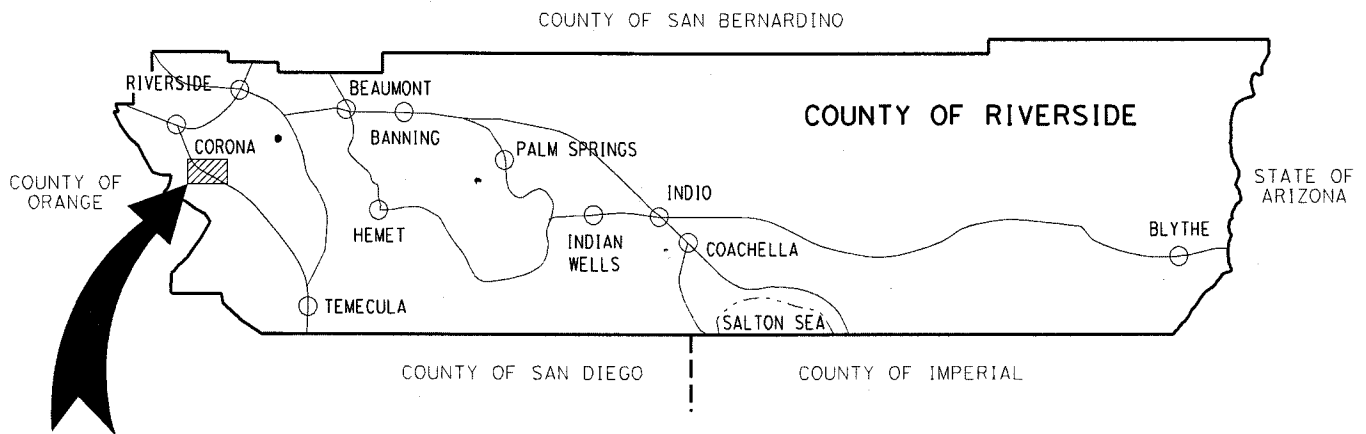 COUNTY OF SAN BERNARDINO
RIVERSIDE
BEAUMONT
COUNTY OF RIVERSIDE
BANNING
CORONA
PALM SPRINGS
COUNTY OF
ORANGE
STATE OF
ARIZONA
INDIO
HEMET
INDIAN
WELLS
COACHELLA
BLYTHE
TEMECULA
SALTON SEA
COUNTY OF SAN DIEGO
COUNTY OF IMPERIAL